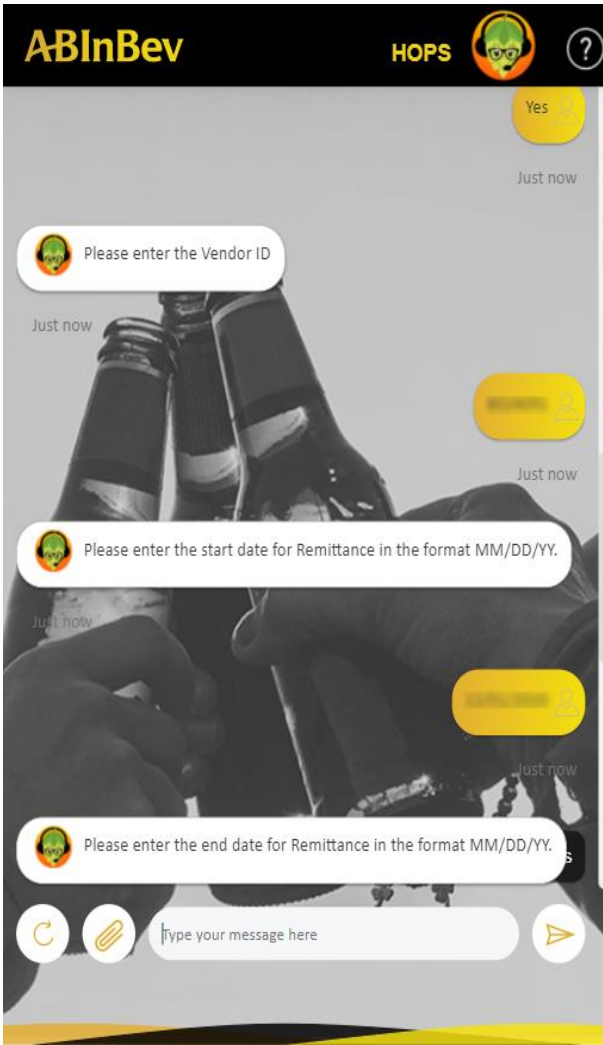 ABInBev
HOPS
?
Yes
Just now
Please enter the Vendor ID
Just now
Just now
Please enter the start date for Remittance in the format MM/DD/YY.
Just now
Just now
Please enter the end date for Remittance in the format MM/DD/YY.
Type your message here